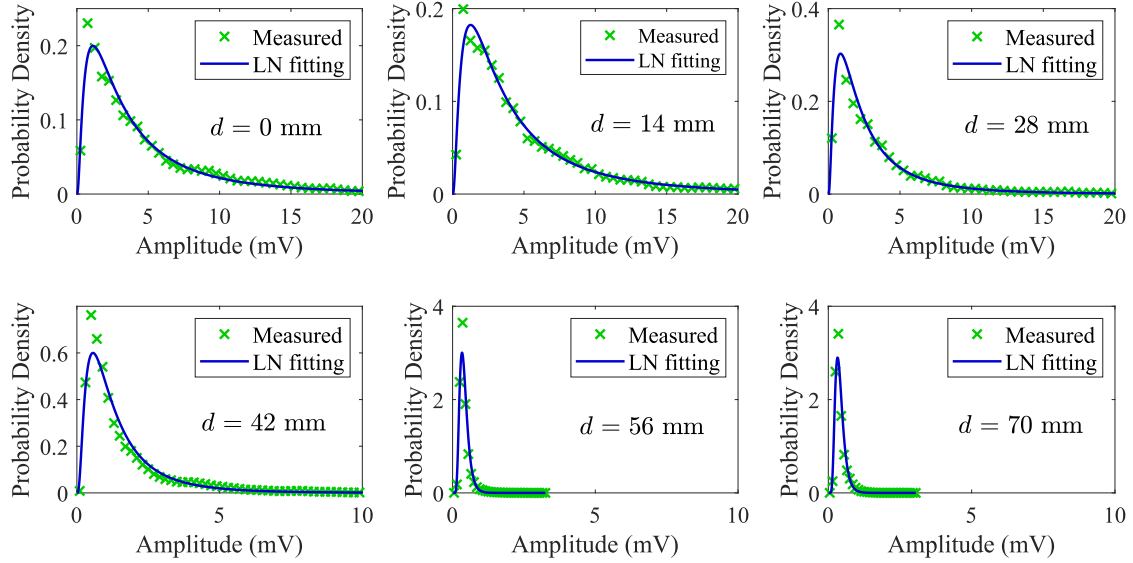 Probability Density
0.2
0.1
0
0
5
10
15
20
Amplitude (mV)
Measured
LN fitting
d = 0 mm
Probability Density
0.2
0.1
0
0
5
10
15
20
Amplitude (mV)
Measured
LN fitting
d = 14 mm
Probability Density
0.4
0.2
0
0
5
10
15
20
Amplitude (mV)
Measured
LN fitting
d = 28 mm
Probability Density
0.6
0.4
0.2
0
0
5
10
Amplitude (mV)
Measured
LN fitting
d = 42 mm
Probability Density
4
2
0
0
5
10
Amplitude (mV)
Measured
LN fitting
d = 56 mm
Probability Density
4
2
0
0
5
10
Amplitude (mV)
Measured
LN fitting
d = 70 mm